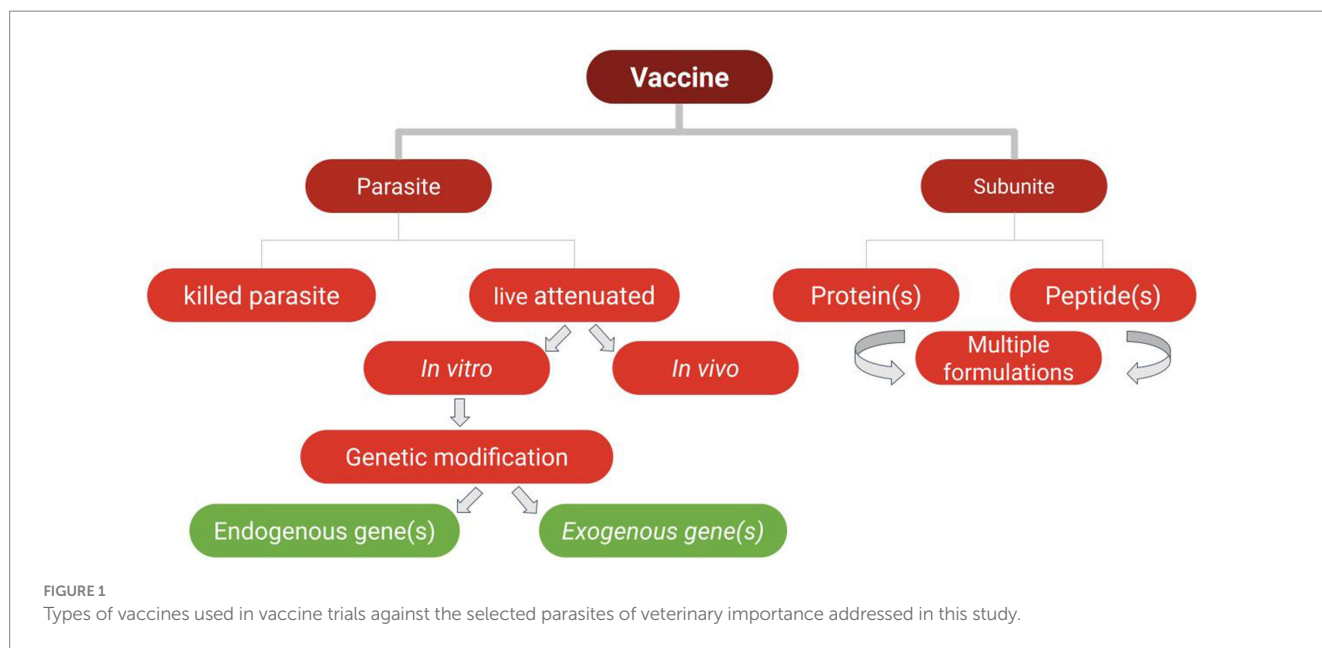 Vaccine
Parasite
Subunite
killed parasite
live attenuated
Protein(s)
Peptide(s)
In vitro
In vivo
Multiple
formulations
Genetic modification
Endogenous gene(s)
Exogenous gene(s)
FIGURE 1
Types of vaccines used in vaccine trials against the selected parasites of veterinary importance addressed in this study.